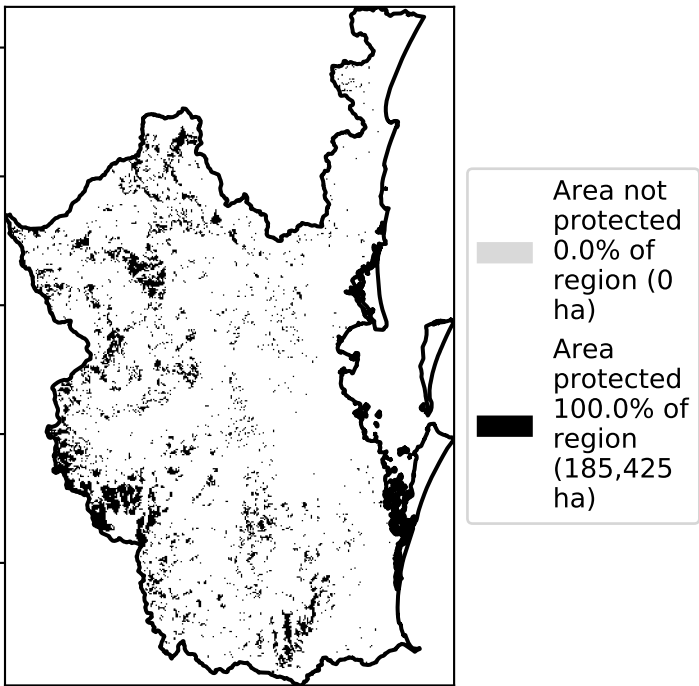 Area not
protected
0.0% of
region (0
ha)
Area
protected
100.0% of
region
(185,425
ha)